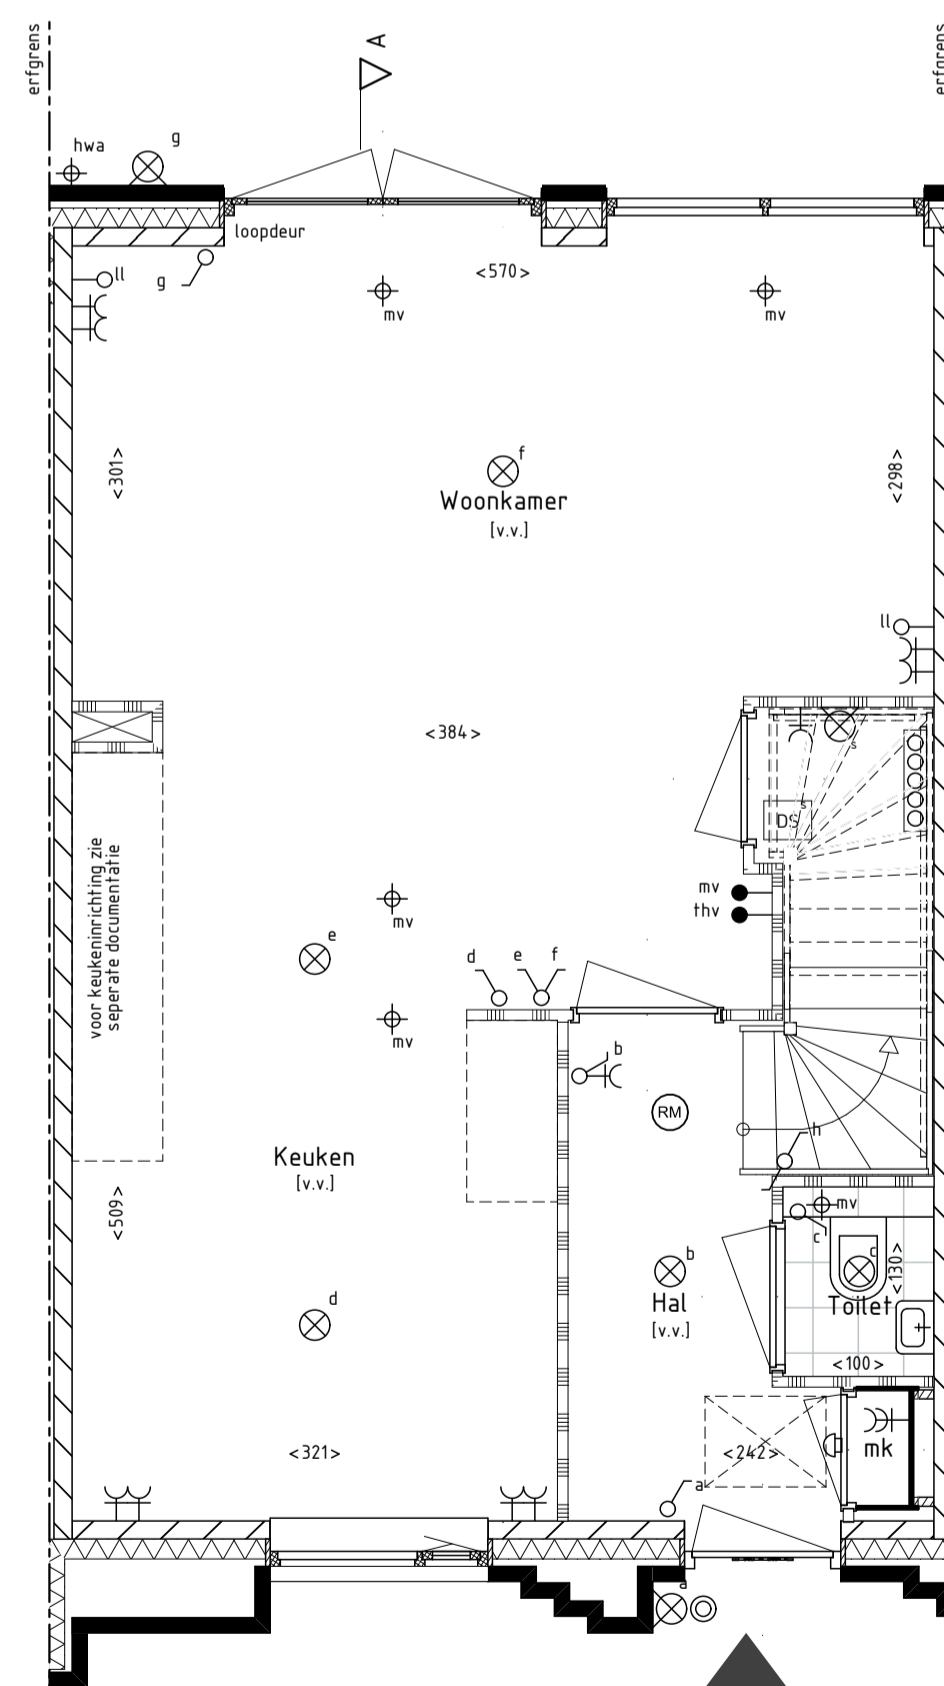 erfgrens
erfgrens
A
hwa
g
loopdeur
g
ll
<570>
mv
mv
<301>
<298>
f
Woonkamer
[v.v.]
ll
<384>
s
s
DS
mv
thv
voor keukeninrichting zie
seperate documentatie
mv
e
d
e
f
mv
b
RM
h
Keuken
[v.v.]
<509>
mv
c
c
<130>
b
Hal
[v.v.]
Toilet
d
<100>
<321>
<242>
mk
a
a